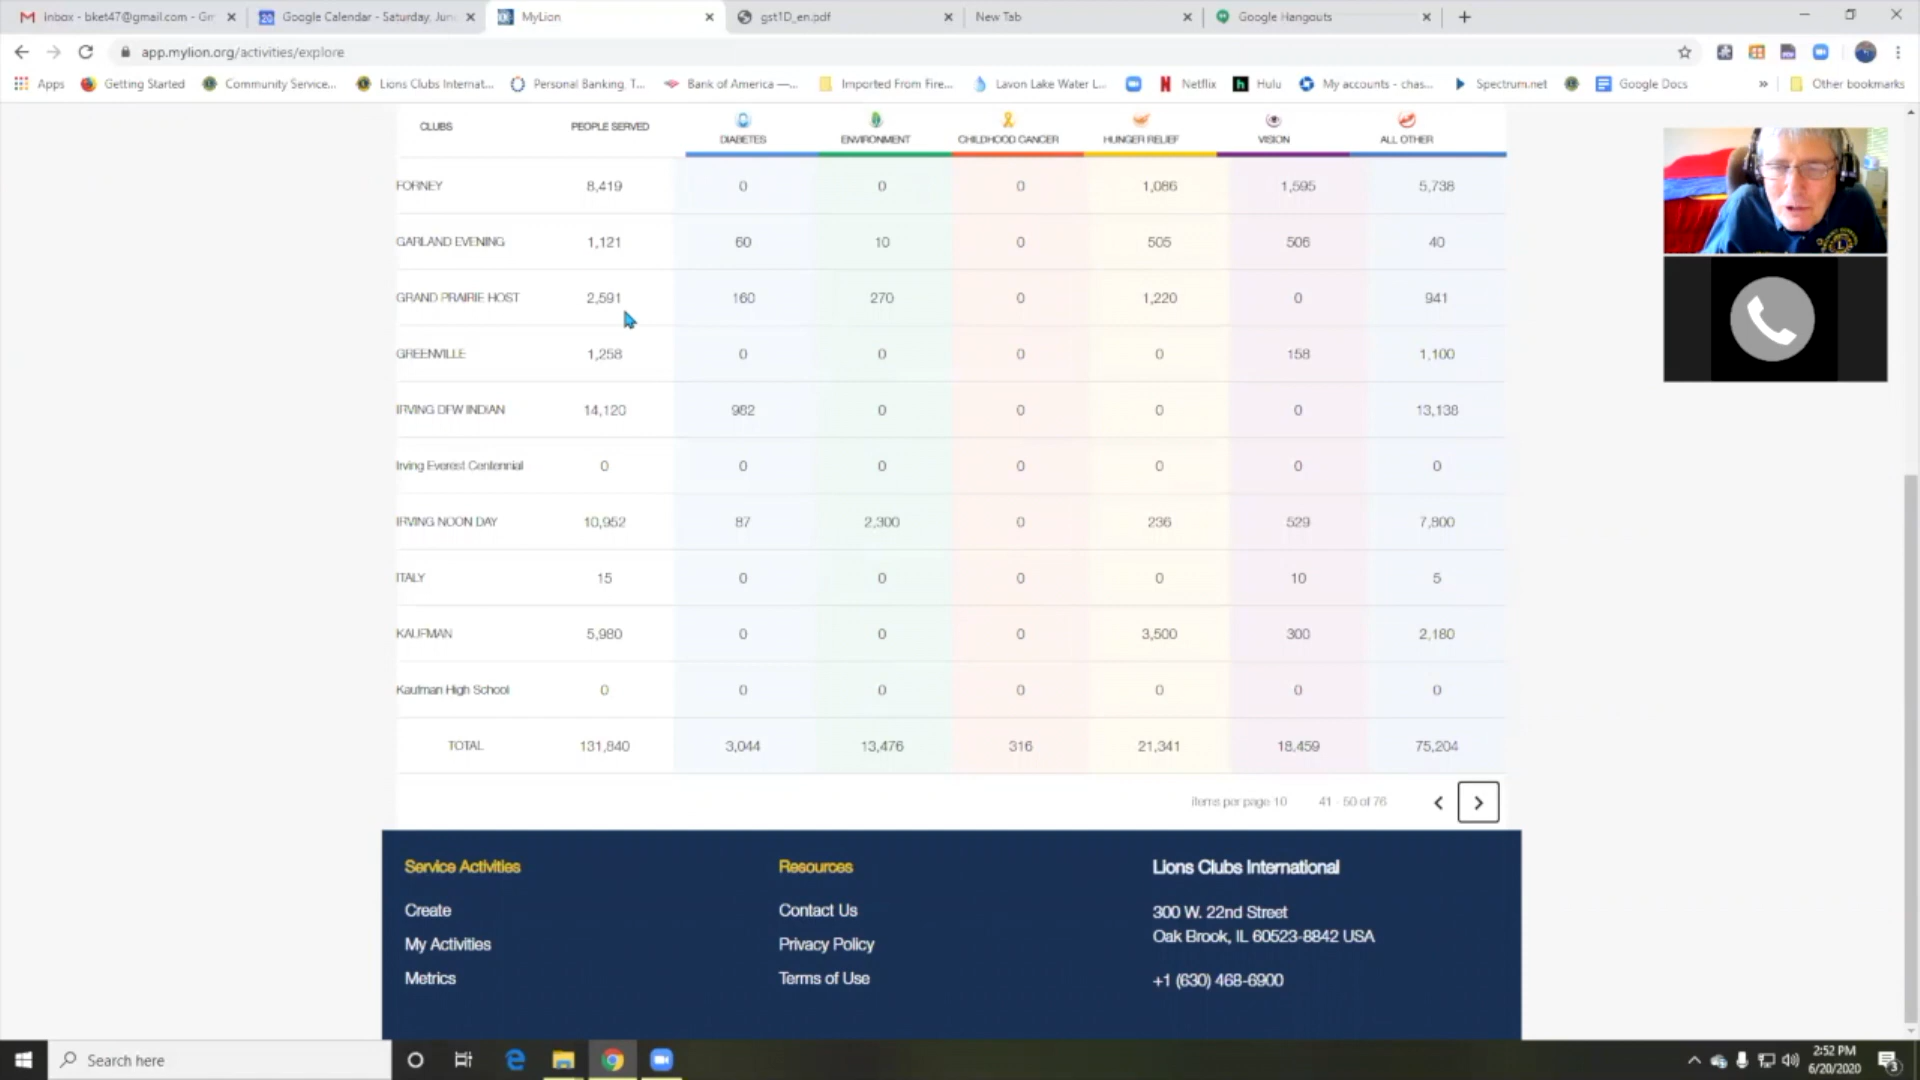 Inbox - bket47@gmail.com - Gm
Google Calendar - Saturday, June
MyLion
gst1D_en.pdf
New Tab
Google Hangouts
app.mylion.org/activities/explore
Apps
Getting Started
Community Service...
Lions Clubs Internat...
Personal Banking, T...
Bank of America —...
Imported From Fire...
Lavon Lake Water L...
Netflix
Hulu
My accounts - chas...
Spectrum.net
Google Docs
»
Other bookmarks
CLUBS PEOPLE SERVED DIABETES ENVIRONMENT CHILDHOOD CANCER HUNGER RELIEF VISION ALL OTHER
FORNEY 8,419 0 0 0 1,086 1,595 5,738
GARLAND EVENING 1,121 60 10 0 505 506 40
GRAND PRAIRIE HOST 2,591 160 270 0 1,220 0 941
GREENVILLE 1,258 0 0 0 0 158 1,100
IRVING DFW INDIAN 14,120 982 0 0 0 0 13,138
Irving Everest Centennial 0 0 0 0 0 0 0
IRVING NOON DAY 10,952 87 2,300 0 236 529 7,800
ITALY 15 0 0 0 0 10 5
KAUFMAN 5,980 0 0 0 3,500 300 2,180
Kaufman High School 0 0 0 0 0 0 0
TOTAL 131,840 3,044 13,476 316 21,341 18,459 75,204
items per page 10 41 - 50 of 76
Service Activities
Create
My Activities
Metrics
Resources
Contact Us
Privacy Policy
Terms of Use
Lions Clubs International
300 W. 22nd Street
Oak Brook, IL 60523-8842 USA
+1 (630) 468-6900
Search here
2:52 PM
6/20/2020
3